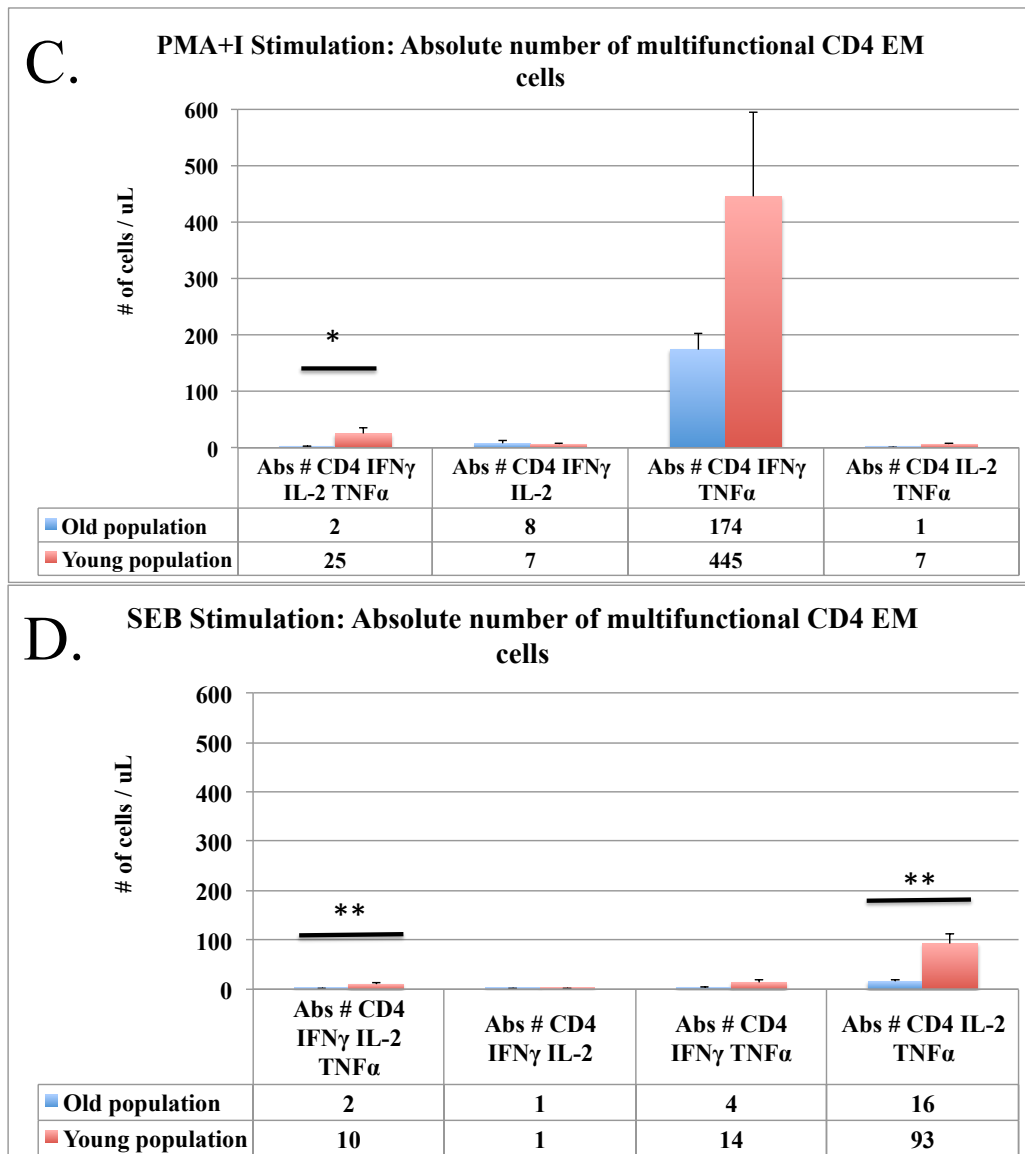 C.
PMA+I Stimulation: Absolute number of multifunctional CD4 EM
cells
# of cells / uL
600
500
400
300
200
100
0
*
Abs # CD4 IFNγ
IL-2 TNFα
Abs # CD4 IFNγ
IL-2
Abs # CD4 IFNγ
TNFα
Abs # CD4 IL-2
TNFα
Old population 2 8 174 1
Young population 25 7 445 7
D.
SEB Stimulation: Absolute number of multifunctional CD4 EM
cells
# of cells / uL
600
500
400
300
200
100
0
**
**
Abs # CD4
IFNγ IL-2
TNFα
Abs # CD4
IFNγ IL-2
Abs # CD4
IFNγ TNFα
Abs # CD4 IL-2
TNFα
Old population 2 1 4 16
Young population 10 1 14 93